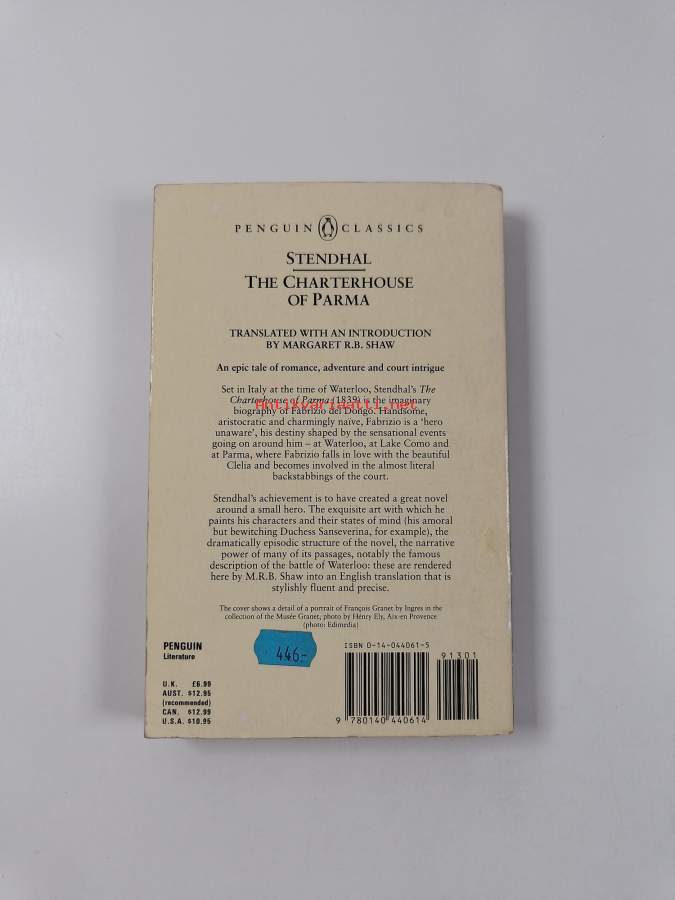 PENGUIN CLASSICS
STENDHAL
THE CHARTERHOUSE
OF PARMA
TRANSLATED WITH AN INTRODUCTION
BY MARGARET R.B. SHAW
An epic tale of romance, adventure and court intrigue
Set in Italy at the time of Waterloo, Stendhal's The
Charterhouse of Parma (1839) is the imaginary
antikvariaatti.net
biography of Fabrizio del Dongo. Handsome,
aristocratic and charmingly naïve, Fabrizio is a 'hero
unaware', his destiny shaped by the sensational events
going on around him – at Waterloo, at Lake Como and
at Parma, where Fabrizio falls in love with the beautiful
Clelia and becomes involved in the almost literal
backstabbings of the court.
Stendhal's achievement is to have created a great novel
around a small hero. The exquisite art with which he
paints his characters and their states of mind (his amoral
but bewitching Duchess Sanseverina, for example), the
dramatically episodic structure of the novel, the narrative
power of many of its passages, notably the famous
description of the battle of Waterloo: these are rendered
here by M.R.B. Shaw into an English translation that is
stylishly fluent and precise.
The cover shows a detail of a portrait of François Granet by Ingres in the
collection of the Musée Granet, photo by Henry Ely, Aix-en Provence
(photo: Edimedia)
PENGUIN
Literature
446-
ISBN 0-14-044061-5
91301
U.K. £6.99
AUST. $12.95
(recommended)
CAN. $12.99
U.S.A. $10.95
9 780140 440614